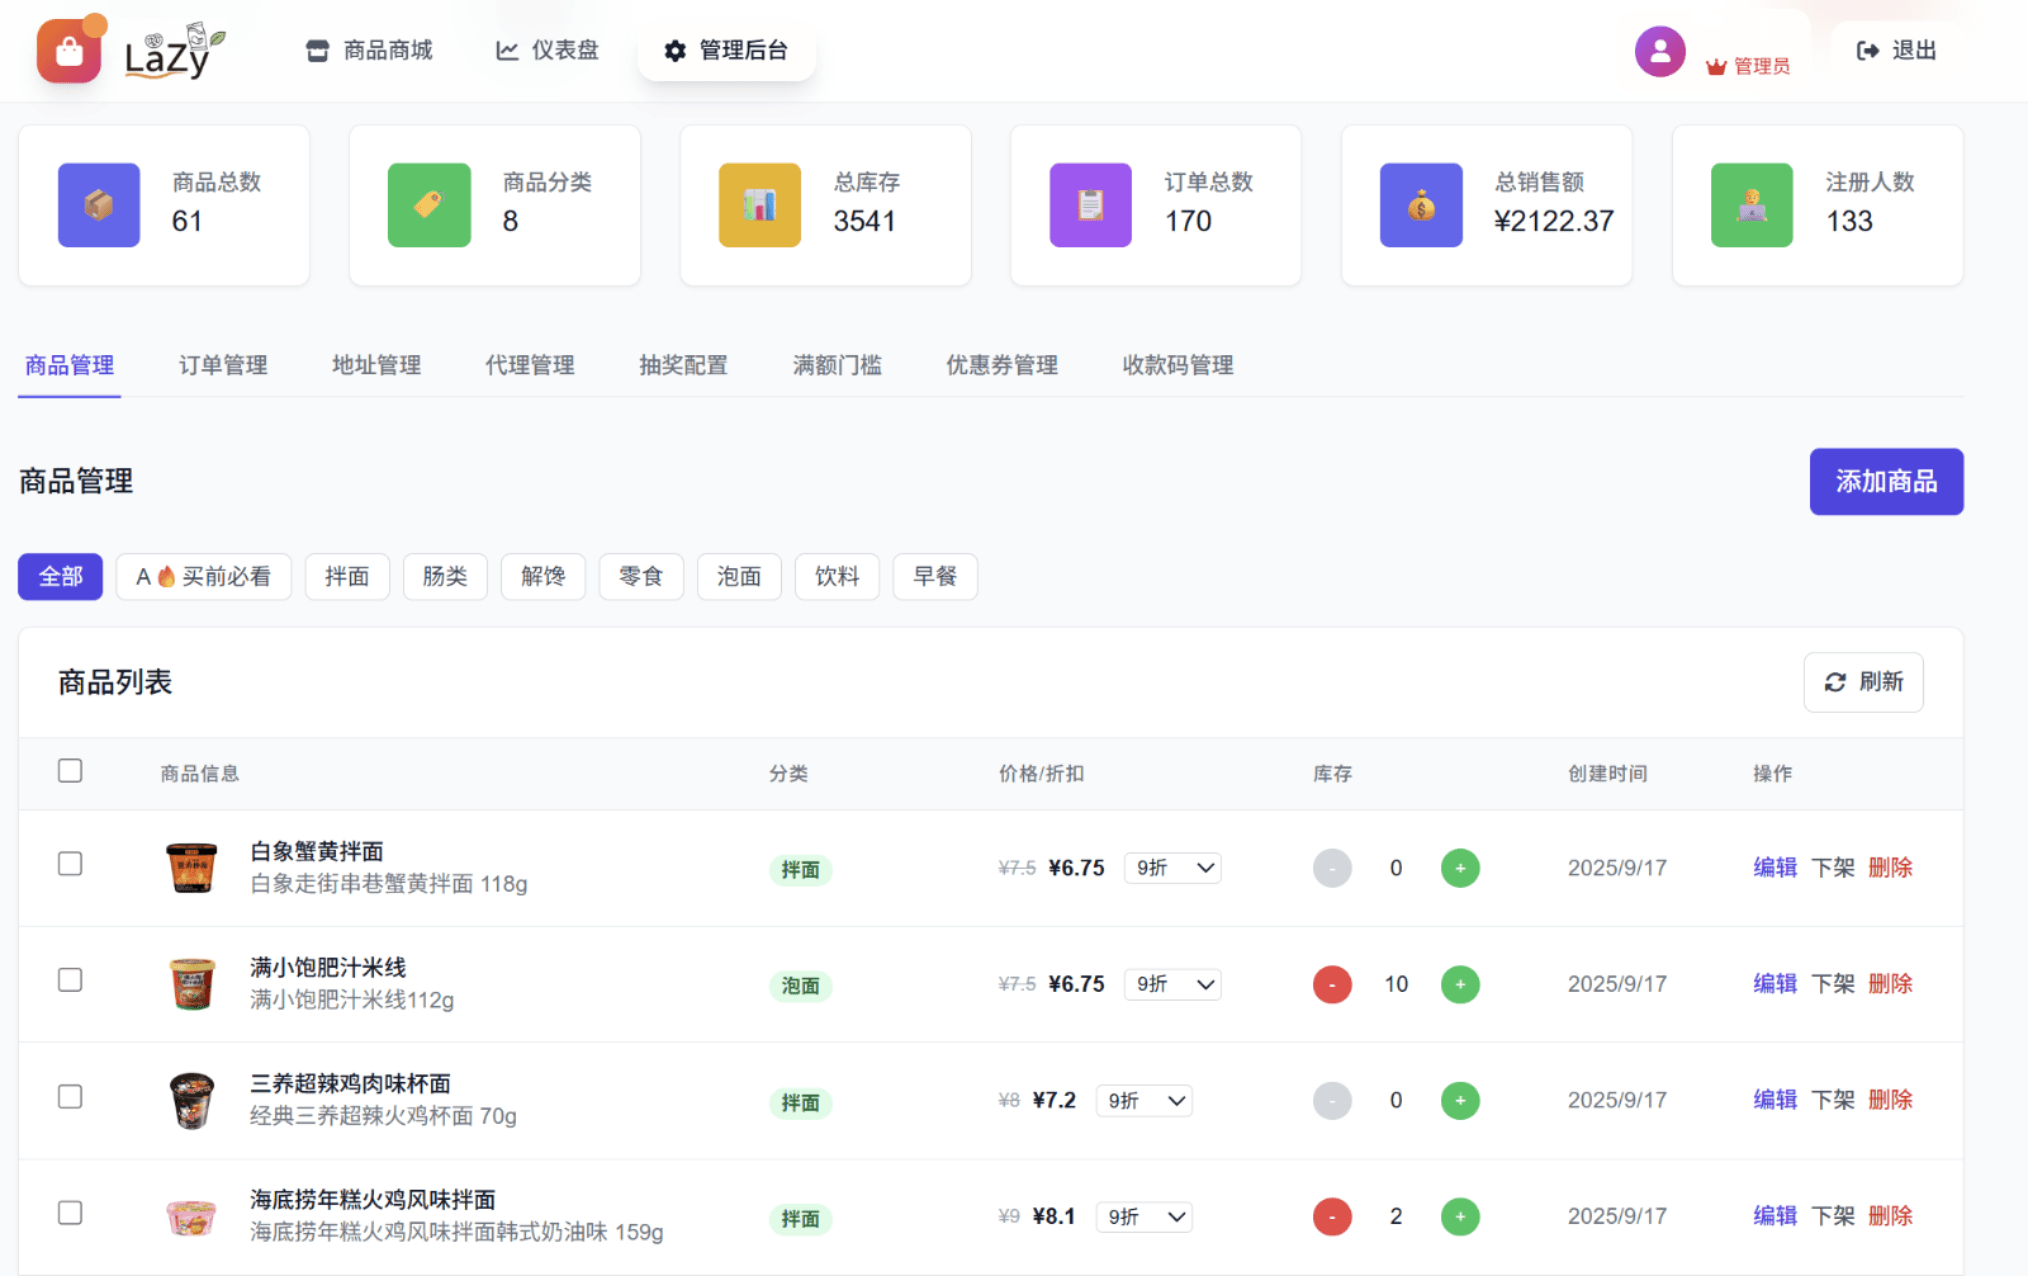 LaZy
商品商城
仪表盘
管理后台
管理员
退出
商品总数
61
商品分类
8
总库存
3541
订单总数
170
总销售额
¥2122.37
注册人数
133
商品管理 订单管理 地址管理 代理管理 抽奖配置 满额门槛 优惠券管理 收款码管理
商品管理
添加商品
全部 A🔥买前必看 拌面 肠类 解馋 零食 泡面 饮料 早餐
商品列表
刷新
商品信息 分类 价格/折扣 库存 创建时间 操作
白象蟹黄拌面
白象走街串巷蟹黄拌面 118g
拌面 ¥7.5 ¥6.75 9折 - 0 + 2025/9/17 编辑 下架 删除
满小饱肥汁米线
满小饱肥汁米线112g
泡面 ¥7.5 ¥6.75 9折 - 10 + 2025/9/17 编辑 下架 删除
三养超辣鸡肉味杯面
经典三养超辣火鸡杯面 70g
拌面 ¥8 ¥7.2 9折 - 0 + 2025/9/17 编辑 下架 删除
海底捞年糕火鸡风味拌面
海底捞年糕火鸡风味拌面韩式奶油味 159g
拌面 ¥9 ¥8.1 9折 - 2 + 2025/9/17 编辑 下架 删除